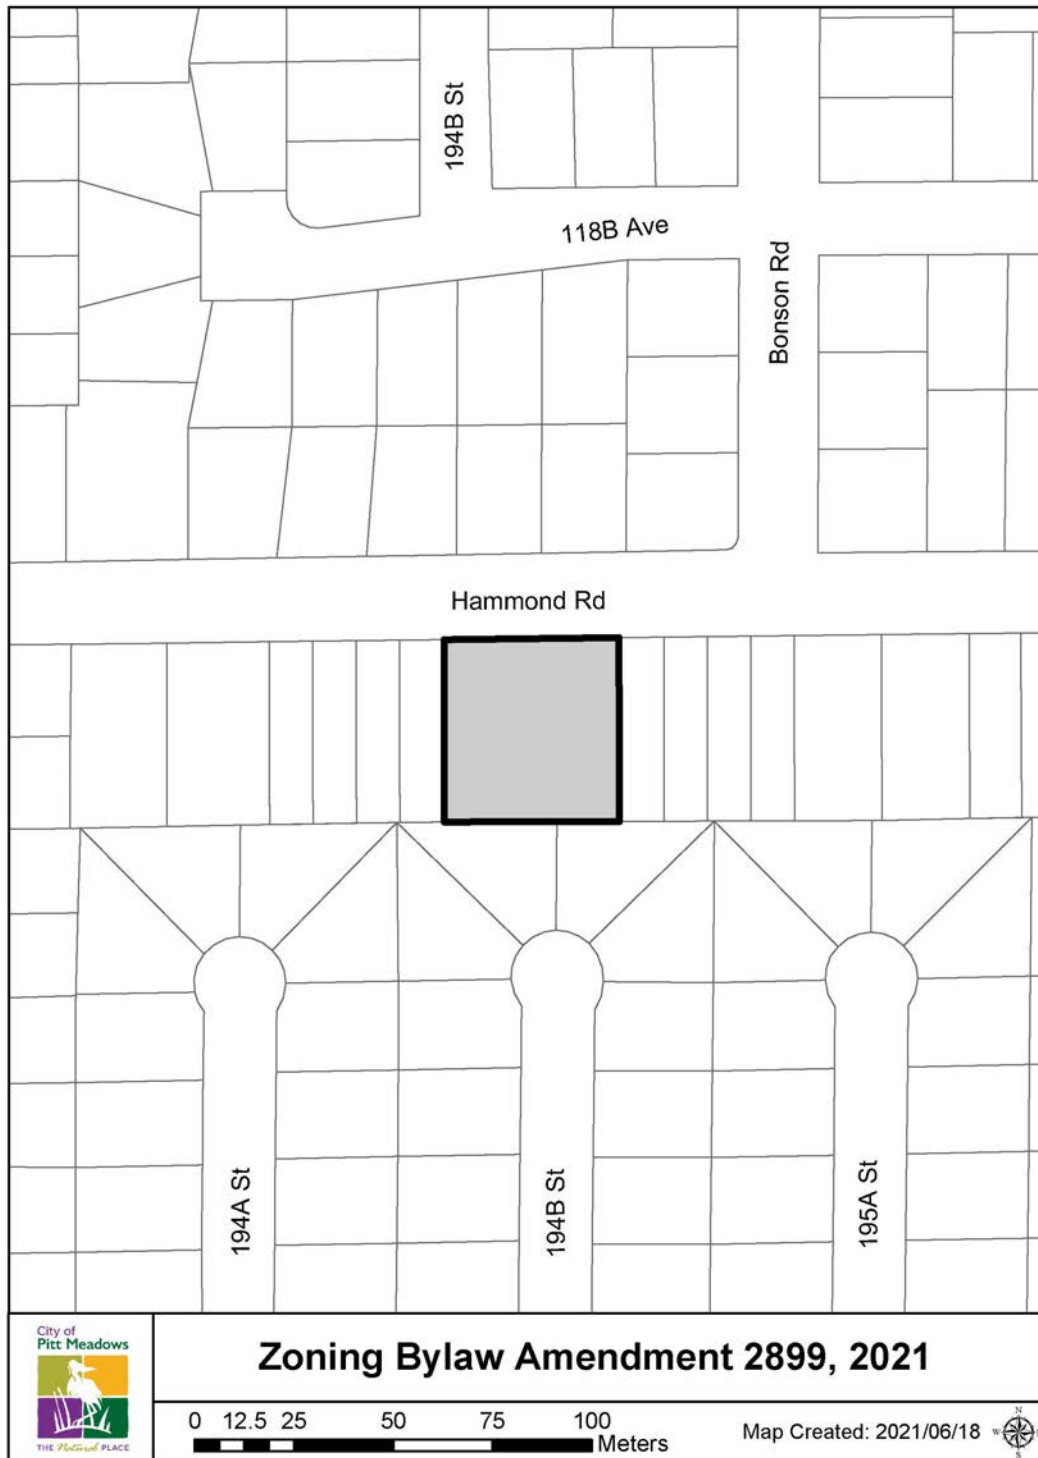 194B St
118B Ave
Bonson Rd
Hammond Rd
194A St
194B St
195A St
City of
Pitt Meadows
THE Natural PLACE
Zoning Bylaw Amendment 2899, 2021
0 12.5 25 50 75 100
Meters
Map Created: 2021/06/18
N
W
S